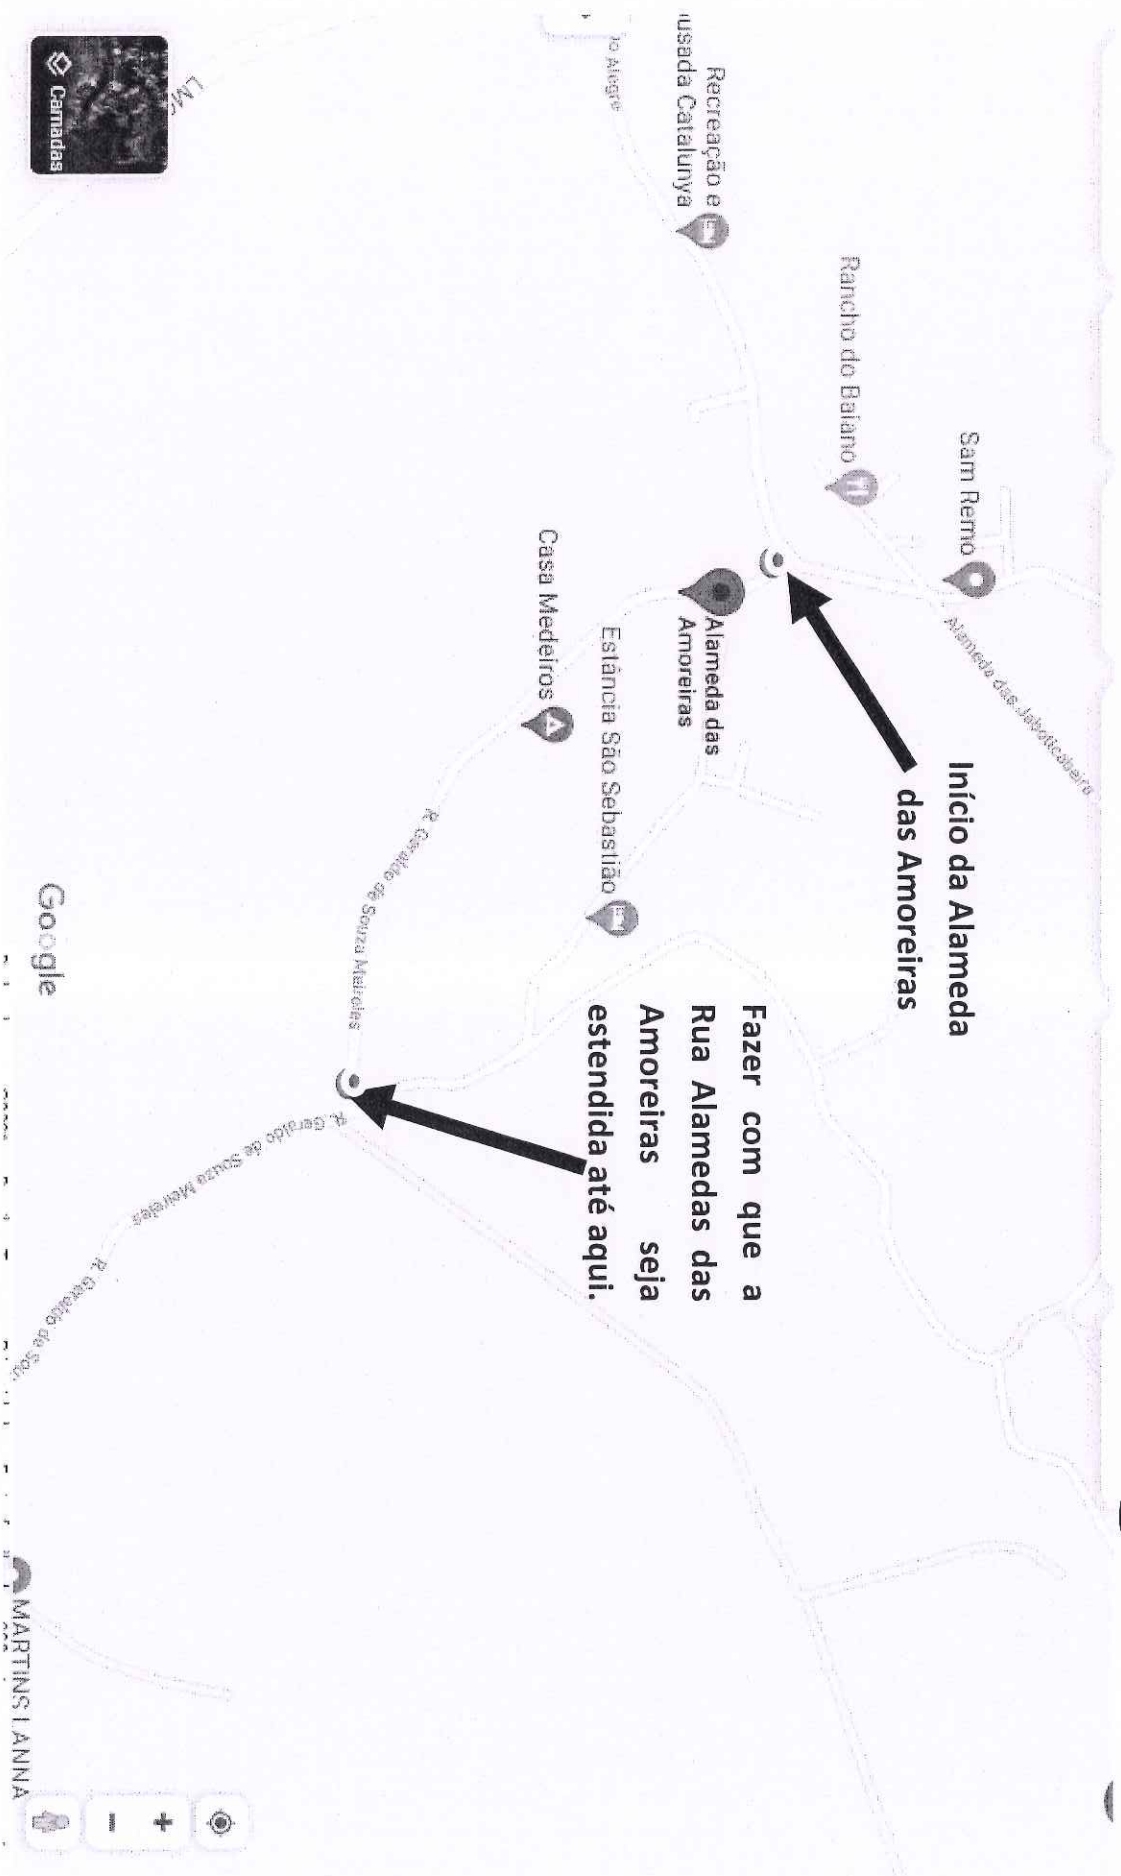 Sam Remo
Alameda das Jaboticabeira
Início da Alameda
das Amoreiras
Rancho do Baiano
Recreação e
usada Catalunya
Alameda das
Amoreiras
Fazer com que a
Rua Alamedas das
Amoreiras seja
estendida até aqui.
Estância São Sebastião
Casa Medeiros
R. Geraldo de Souza Meireles
R. Geraldo de Souza Meireles
R. Geraldo de Sou
Camadas
Google
MARTINS LANNA